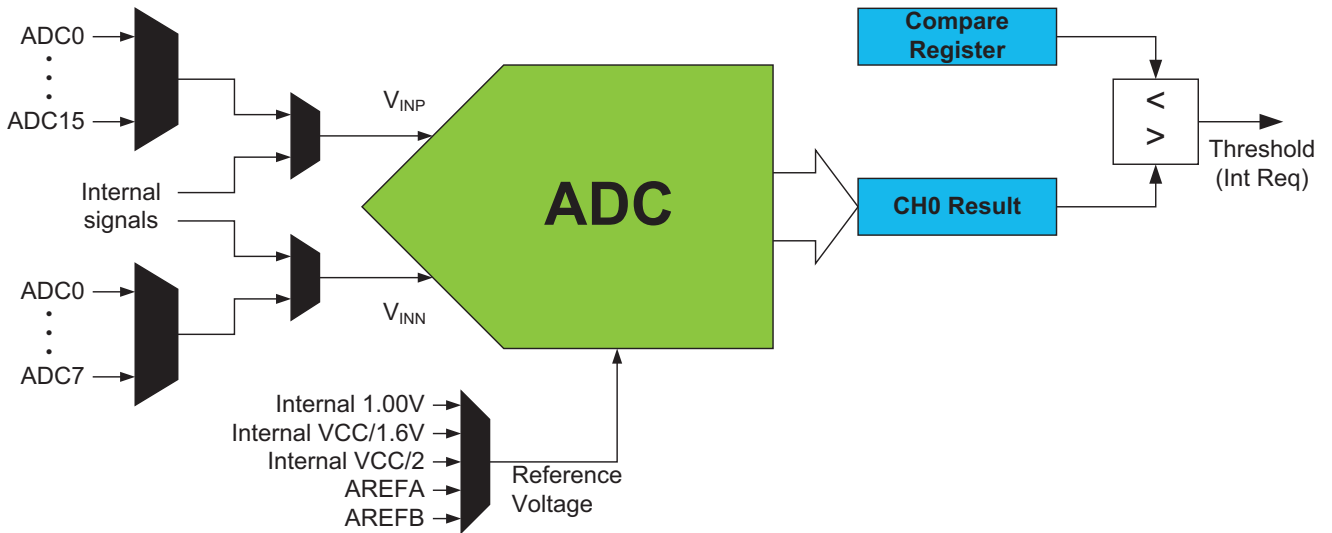 ADC0
ADC15
Internal
signals
ADC0
ADC7
VINP
VINN
ADC
Internal 1.00V
Internal VCC/1.6V
Internal VCC/2
AREFA
AREFB
Reference
Voltage
Compare
Register
CH0 Result
<
>
Threshold
(Int Req)